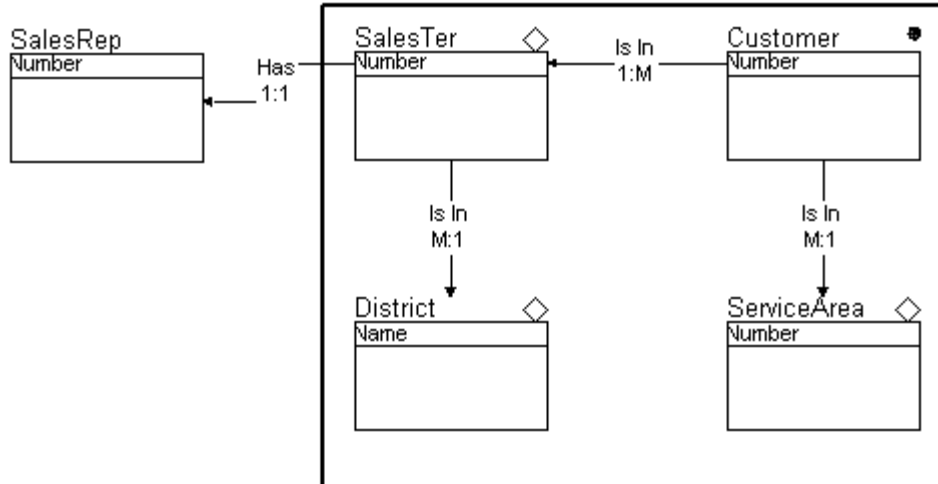 SalesRep
Number
Has
1:1
SalesTer
Number
Is In
1:M
Customer
Number
Is In
M:1
Is In
M:1
District
Name
ServiceArea
Number